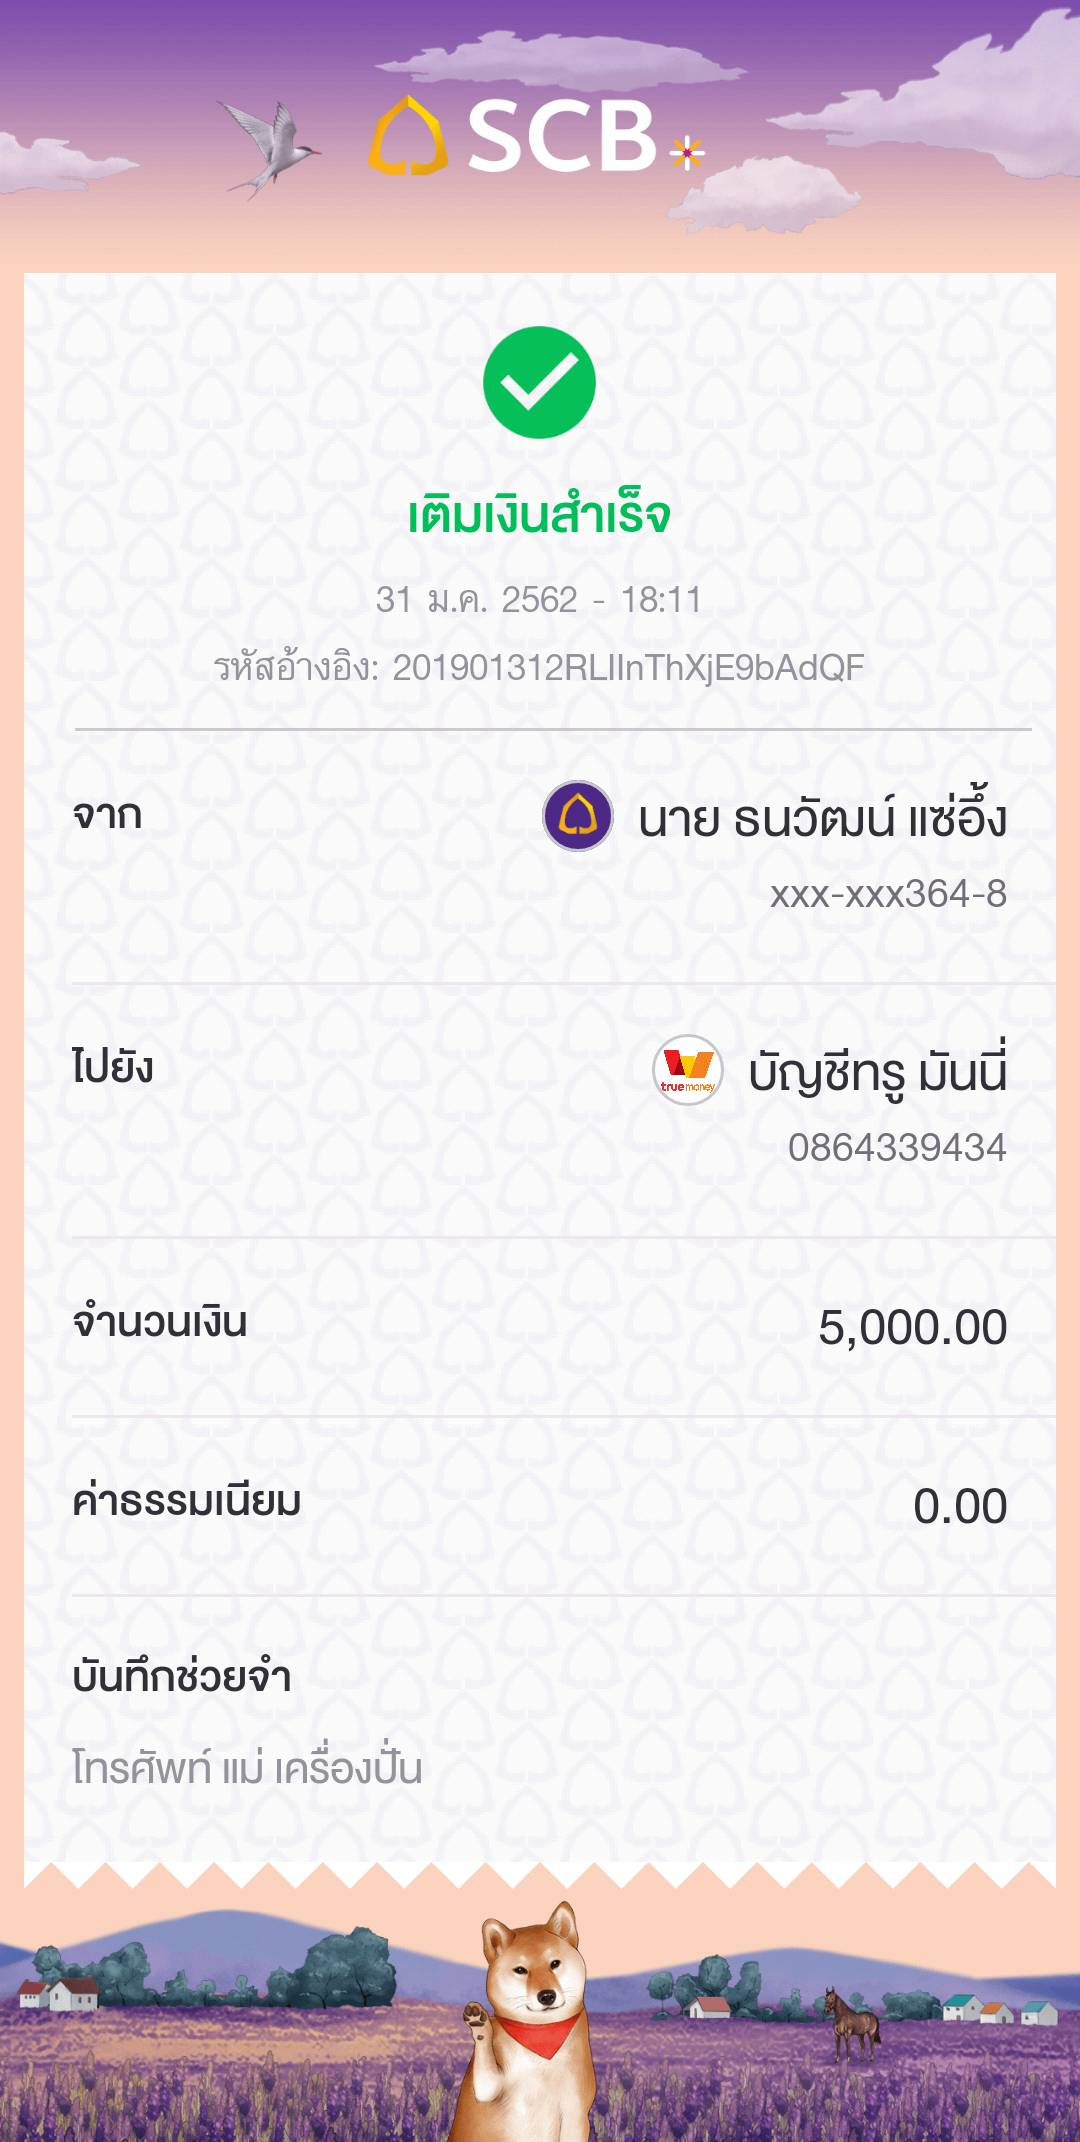 SCB
เติมเงินสำเร็จ
31 ม.ค. 2562 - 18:11
รหัสอ้างอิง: 201901312RLIInThXjE9bAdQF
จาก
นาย ธนวัฒน์ แซ่อึ้ง
xxx-xxx364-8
ไปยัง
truemoney
บัญชีทรู มันนี่
0864339434
จำนวนเงิน
5,000.00
ค่าธรรมเนียม
0.00
บันทึกช่วยจำ
โทรศัพท์ แม่ เครื่องปั่น